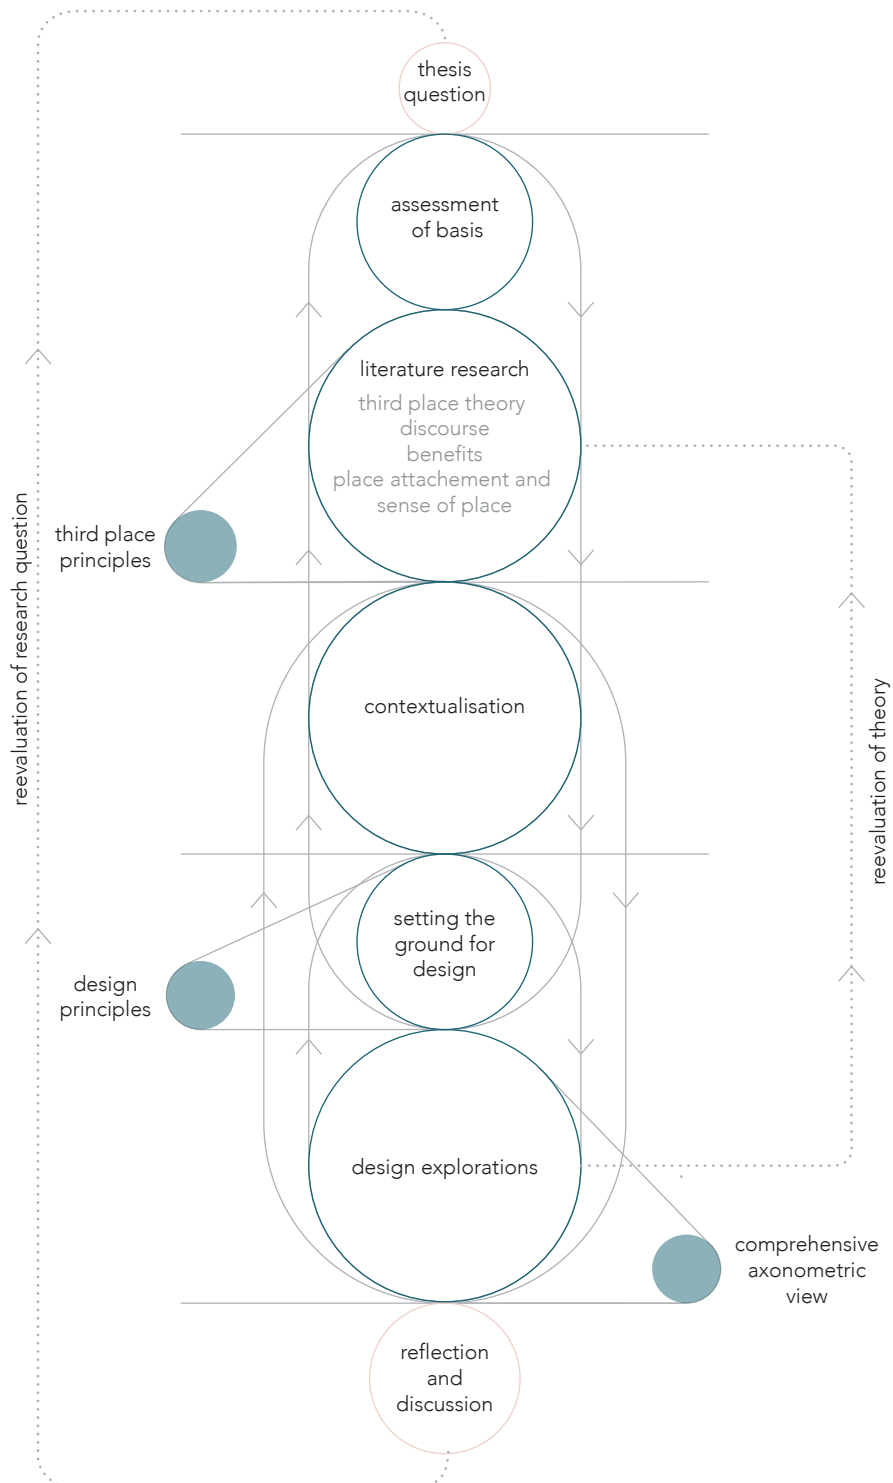 thesis
question
assessment
of basis
literature research
third place theory
discourse
benefits
place attachement and
sense of place
third place
principles
reevaluation of research question
contextualisation
reevaluation of theory
setting the
ground for
design
design
principles
design explorations
comprehensive
axonometric
view
reflection
and
discussion